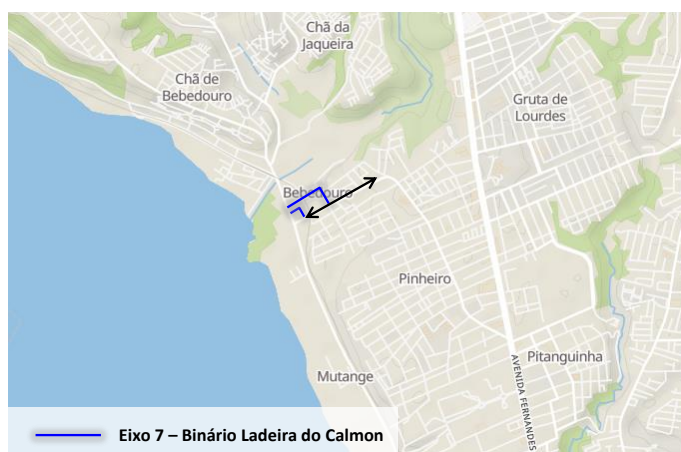 Chã da
Jaqueira
Chã de
Bebedouro
Gruta de
Lourdes
Bebedouro
Pinheiro
Pitanguinha
Mutange
AVENIDA FERNANDES
Eixo 7 – Binário Ladeira do Calmon